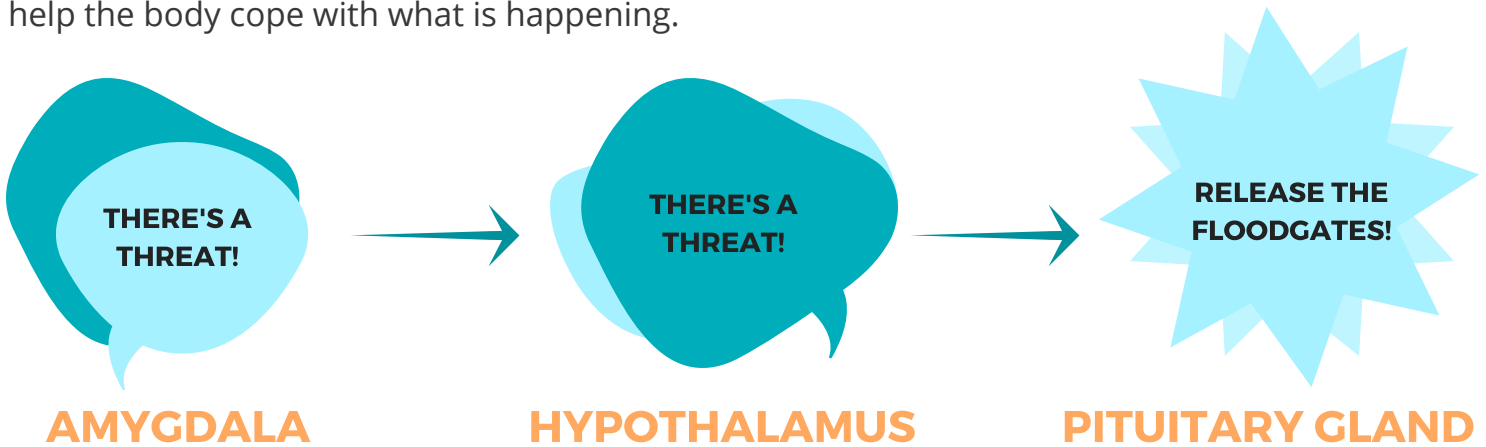 help the body cope with what is happening.
THERE'S A
THREAT!
THERE'S A
THREAT!
RELEASE THE
FLOODGATES!
AMYGDALA
HYPOTHALAMUS
PITUITARY GLAND